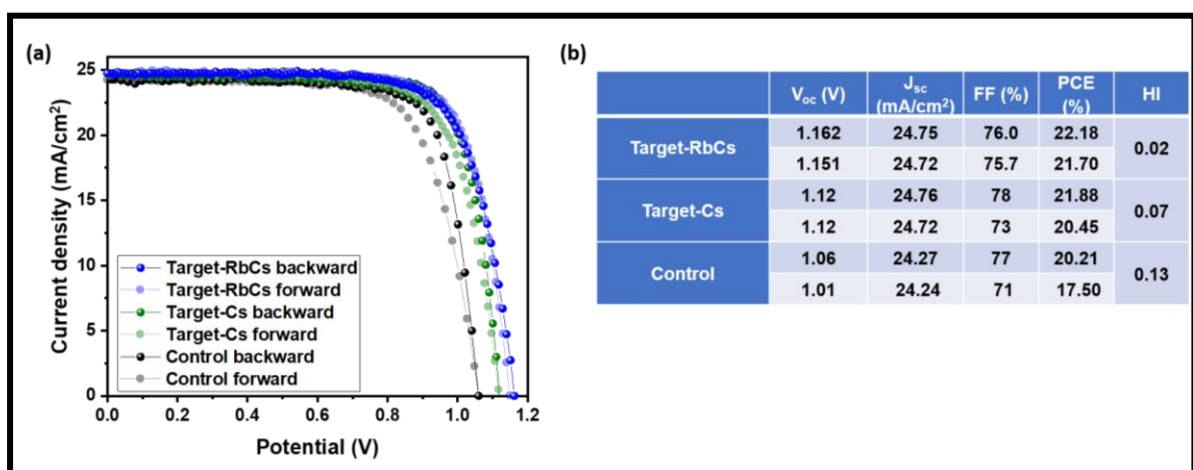 (a)
25
20
15
10
5
0
0.0 0.2 0.4 0.6 0.8 1.0 1.2
Current density (mA/cm²)
Potential (V)
Target-RbCs backward
Target-RbCs forward
Target-Cs backward
Target-Cs forward
Control backward
Control forward
(b)
Voc (V) Jsc (mA/cm²) FF (%) PCE (%) HI
Target-RbCs 1.162 24.75 76.0 22.18 0.02
1.151 24.72 75.7 21.70
Target-Cs 1.12 24.76 78 21.88 0.07
1.12 24.72 73 20.45
Control 1.06 24.27 77 20.21 0.13
1.01 24.24 71 17.50